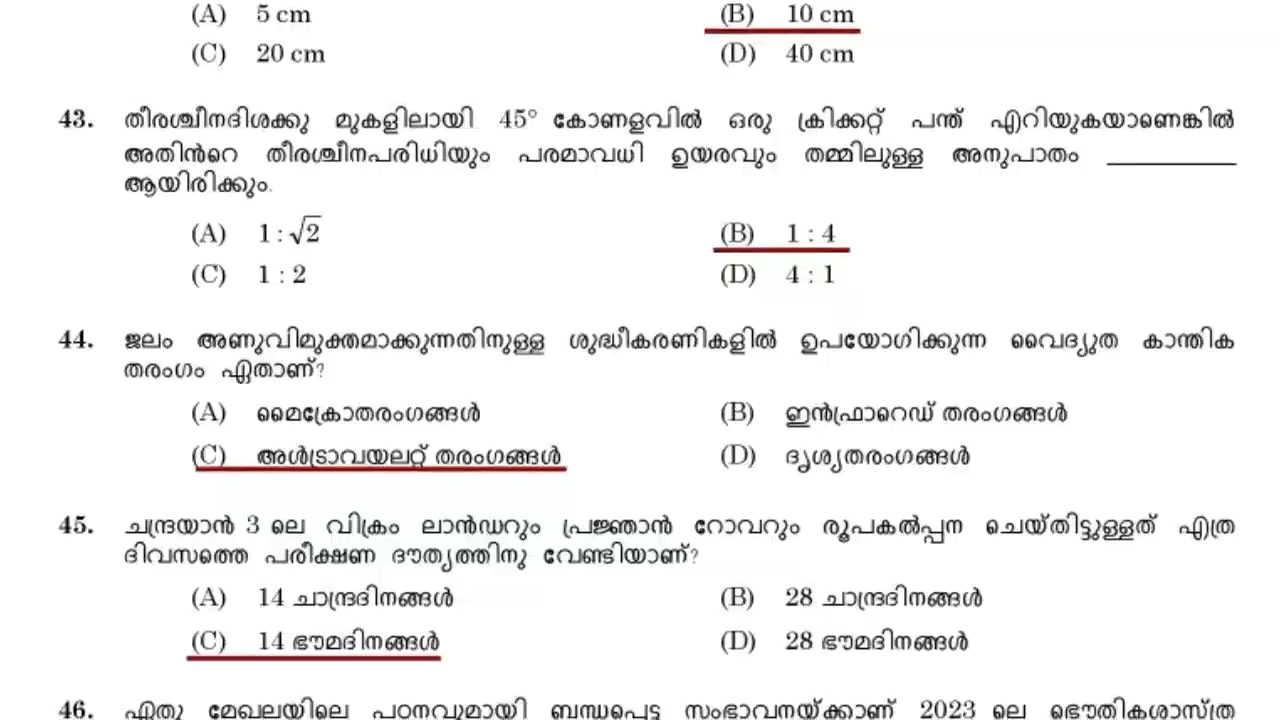 (A) 5 cm (B) 10 cm
(C) 20 cm (D) 40 cm
43. തീരശ്ചീനദിശക്കു മുകളിലായി 45° കോണളവിൽ ഒരു ക്രിക്കറ്റ് പന്ത് എറിയുകയാണെങ്കിൽ
അതിൻറെ തീരശ്ചീനപരിധിയും പരമാവധി ഉയരവും തമ്മിലുള്ള അനുപാതം __________
ആയിരിക്കും.
(A) 1 : √2 (B) 1 : 4
(C) 1 : 2 (D) 4 : 1
44. ജലം അണുവിമുക്തമാക്കുന്നതിനുള്ള ശുദ്ധീകരണികളിൽ ഉപയോഗിക്കുന്ന വൈദ്യുത കാന്തിക
തരംഗം ഏതാണ്?
(A) മൈക്രോതരംഗങ്ങൾ (B) ഇൻഫ്രാറെഡ് തരംഗങ്ങൾ
(C) അൾട്രാവയലറ്റ് തരംഗങ്ങൾ (D) ദൃശ്യതരംഗങ്ങൾ
45. ചന്ദ്രയാൻ 3 ലെ വിക്രം ലാൻഡറും പ്രജ്ഞാൻ റോവറും രൂപകൽപ്പന ചെയ്തിട്ടുള്ളത് എത്ര
ദിവസത്തെ പരീക്ഷണ ദൗത്യത്തിനു വേണ്ടിയാണ്?
(A) 14 ചാന്ദ്രദിനങ്ങൾ (B) 28 ചാന്ദ്രദിനങ്ങൾ
(C) 14 ഭൗമദിനങ്ങൾ (D) 28 ഭൗമദിനങ്ങൾ
46. ഏതു മേഖലയിലെ പഠനവുമായി ബന്ധപ്പെട്ട സംഭാവനയ്ക്കാണ് 2023 ലെ ഭൌതികശാസ്ത്ര